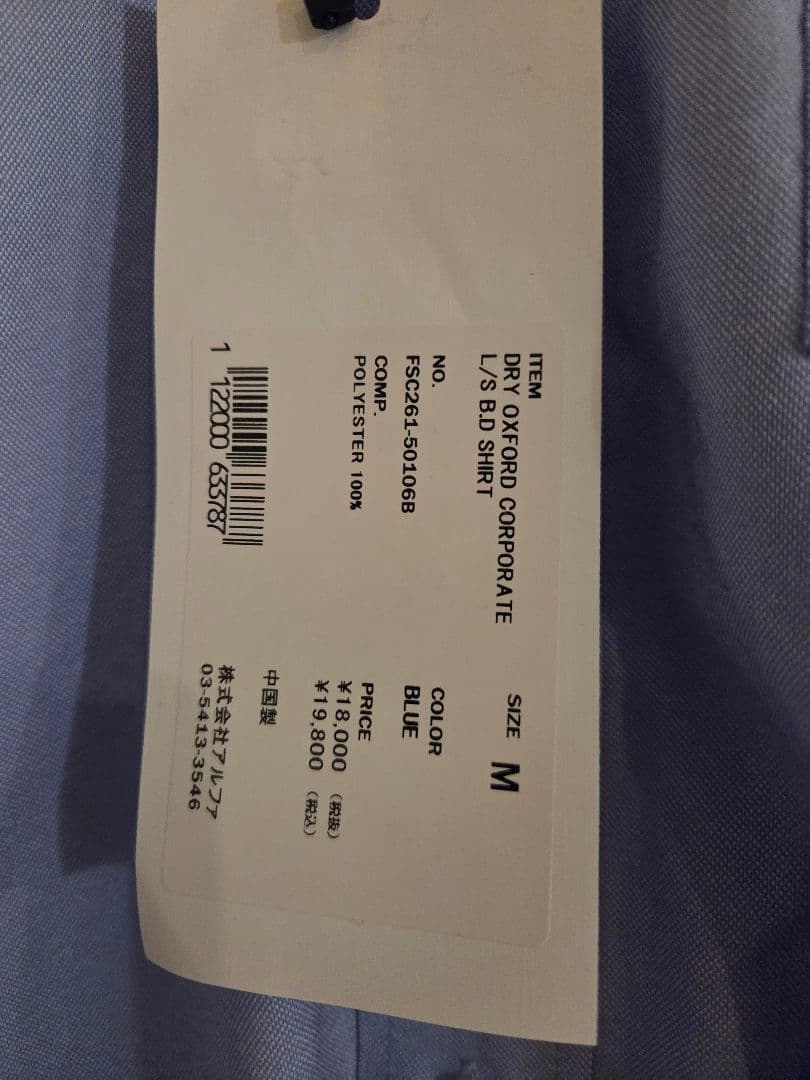 ITEM
DRY OXFORD CORPORATE
L/S B.D SHIRT
SIZE M
NO.
FSC261-50106B
COLOR
BLUE
COMP.
POLYESTER 100%
PRICE
¥18,000 (税抜)
¥19,800 (税込)
中国製
1 122000 633787
株式会社アルファ
03-5413-3546